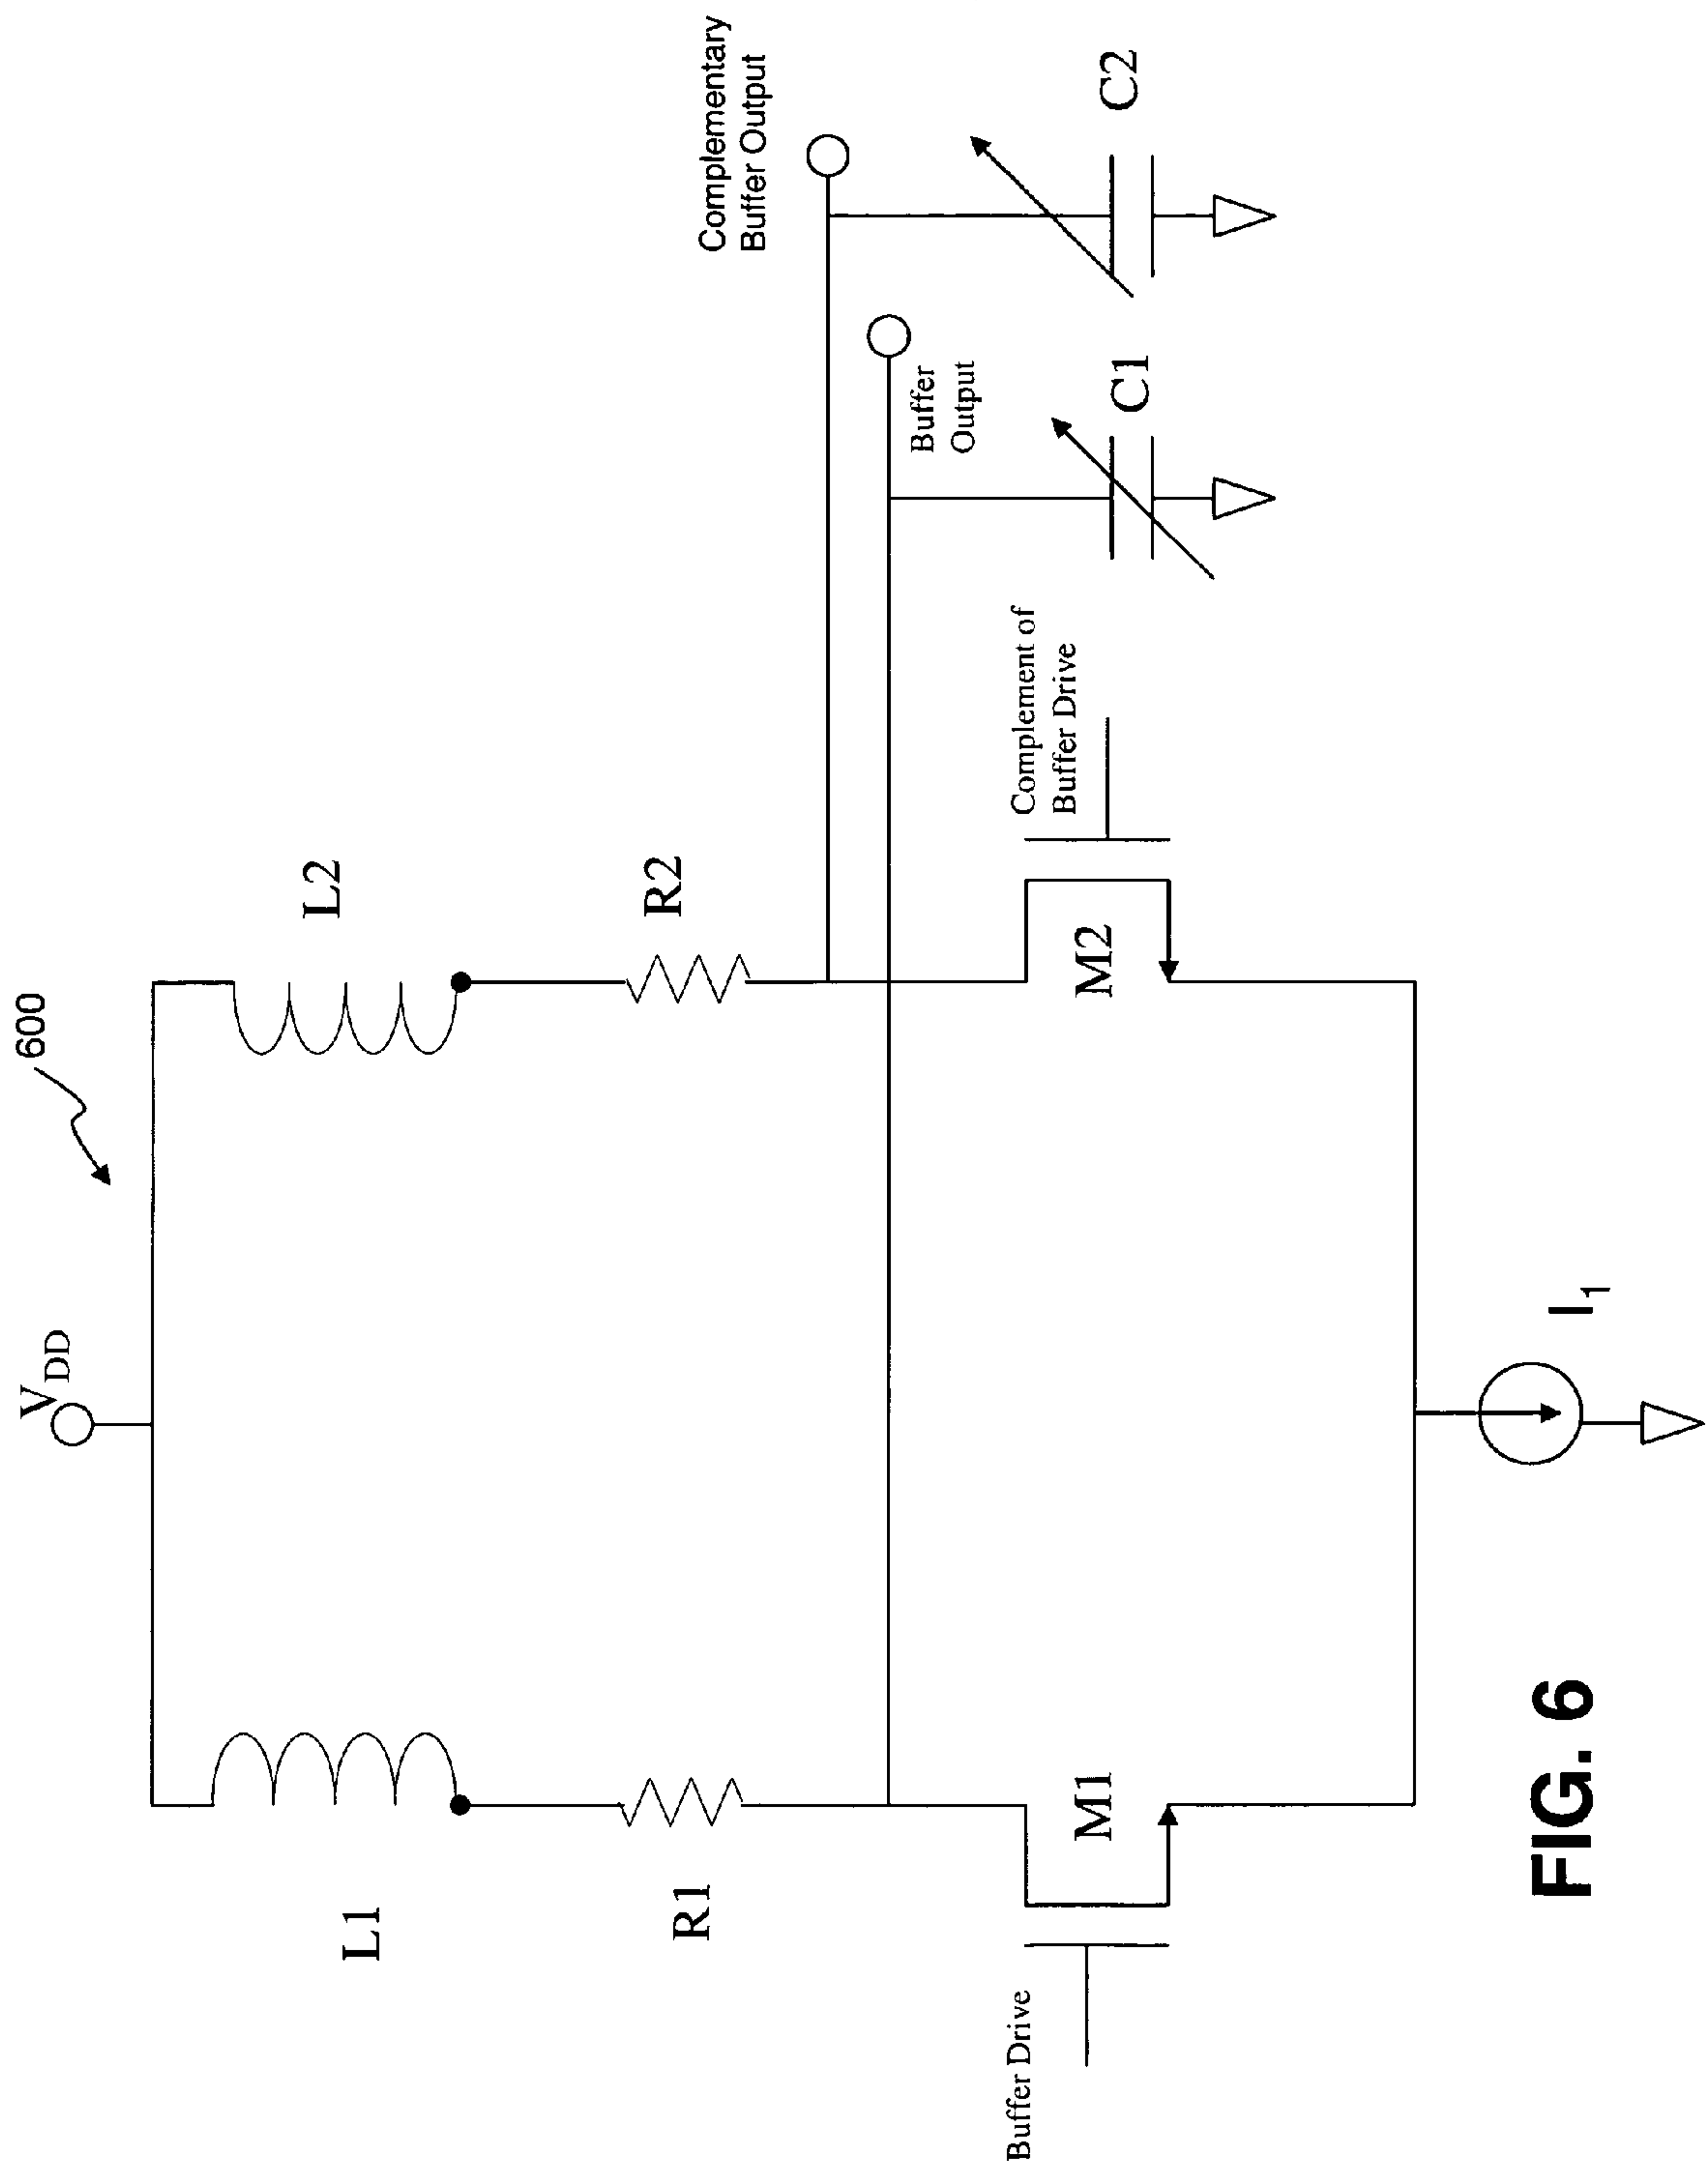 600
V_DD
L1
L2
R1
R2
Complementary
Buffer Output
Buffer
Output
Buffer Drive
M1
M2
Complement of
Buffer Drive
C1
C2
I₁
FIG. 6